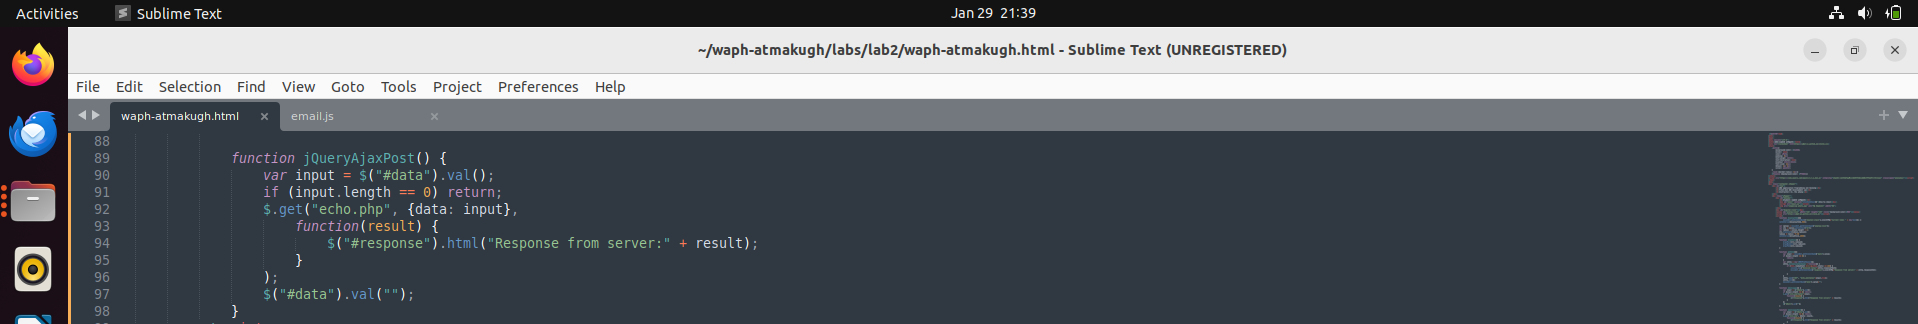 Activities Sublime Text Jan 29 21:39
~/waph-atmakugh/labs/lab2/waph-atmakugh.html - Sublime Text (UNREGISTERED)
File Edit Selection Find View Goto Tools Project Preferences Help
waph-atmakugh.html email.js
88
89 function jQueryAjaxPost() {
90 var input = $("#data").val();
91 if (input.length == 0) return;
92 $.get("echo.php", {data: input},
93 function(result) {
94 $("#response").html("Response from server:" + result);
95 }
96 );
97 $("#data").val("");
98 }